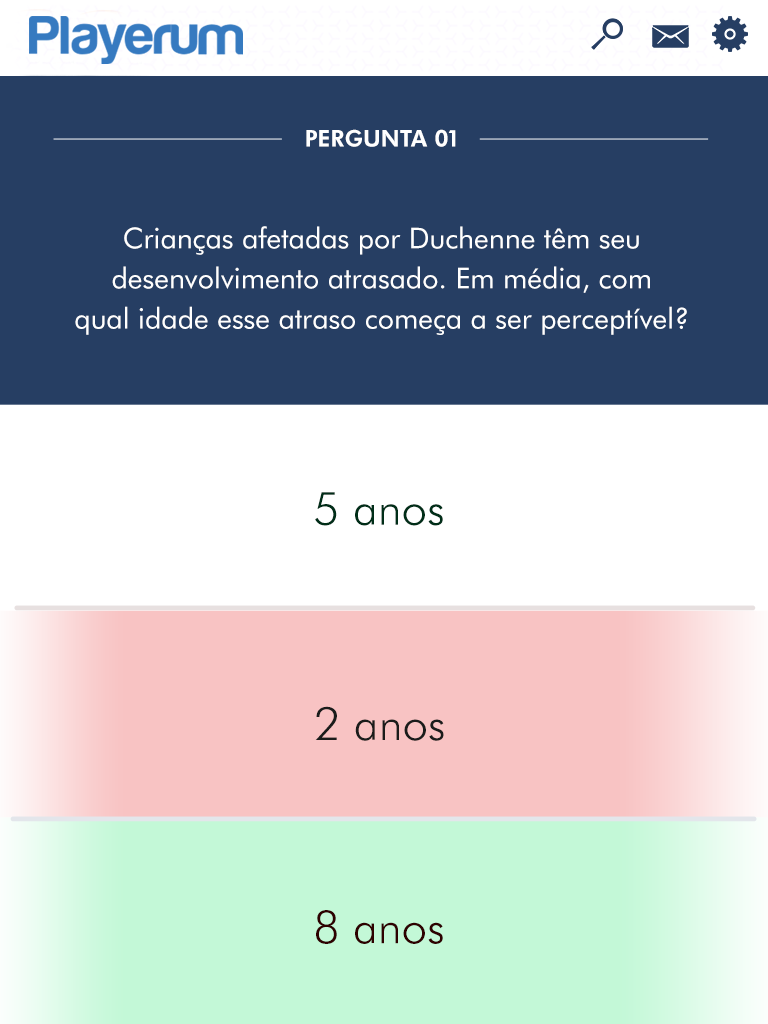 Playerum
PERGUNTA 01
Crianças afetadas por Duchenne têm seu
desenvolvimento atrasado. Em média, com
qual idade esse atraso começa a ser perceptível?
5 anos
2 anos
8 anos